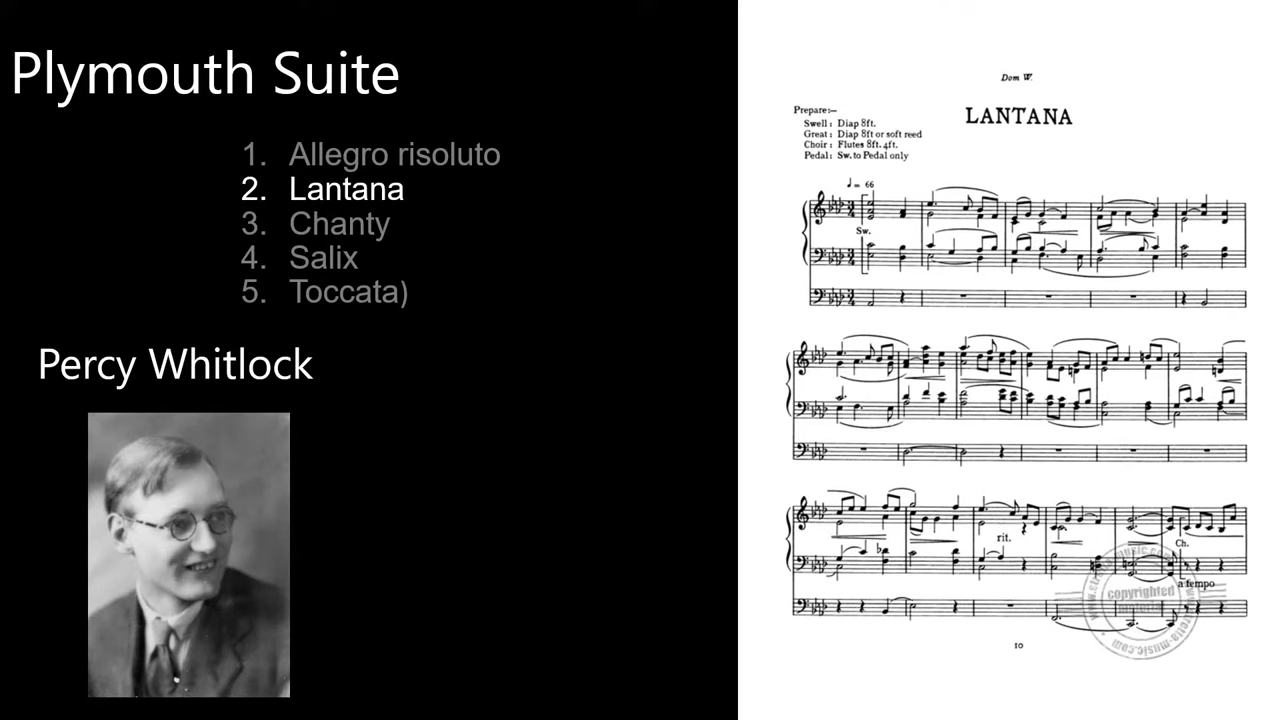 Plymouth Suite
1. Allegro risoluto
2. Lantana
3. Chanty
4. Salix
5. Toccata)
Percy Whitlock
Dom W.
LANTANA
Prepare:—
Swell: Diap 8ft.
Great: Diap 8ft or soft reed
Choir: Flutes 8ft. 4ft.
Pedal: Sw. to Pedal only
♩ = 66
Sw.
rit.
Ch.
a tempo
copyrighted
material
10